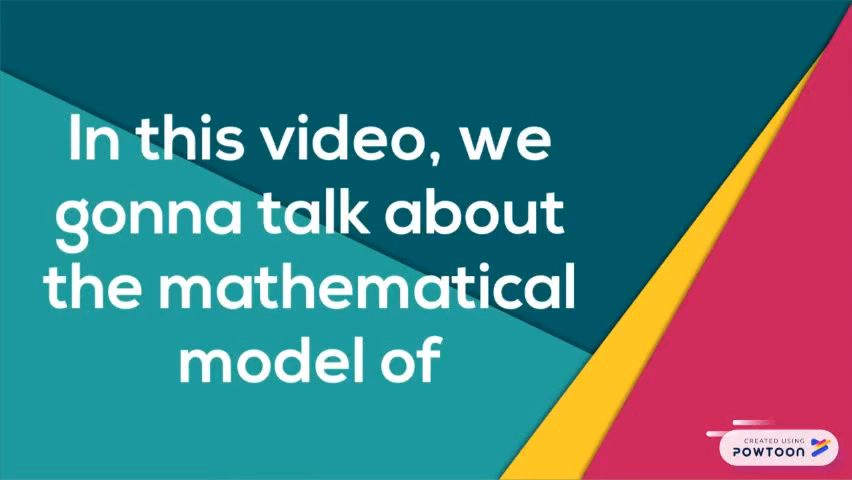 In this video, we
gonna talk about
the mathematical
model of
CREATED USING
POWTOON